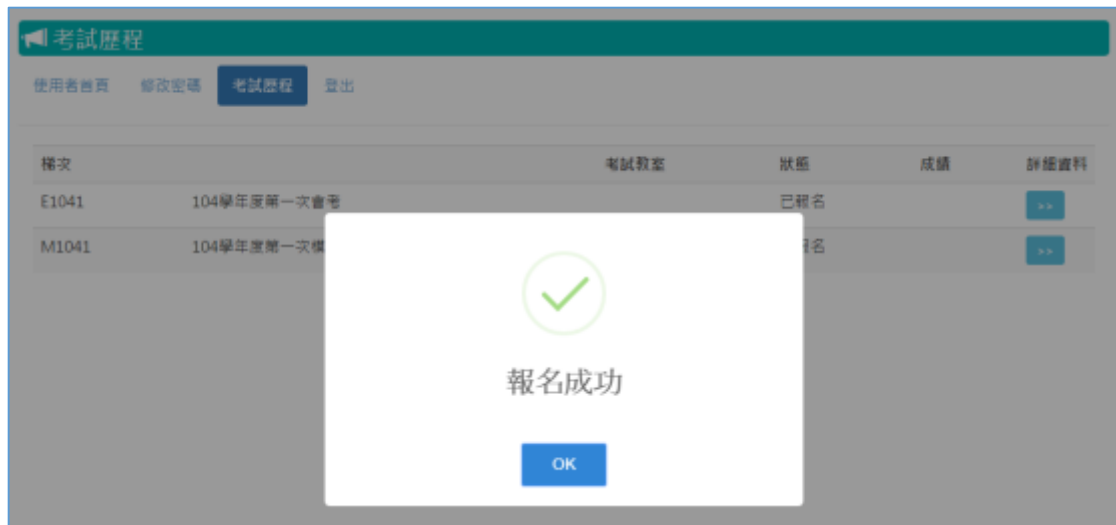 考試歷程
使用者首頁 修改密碼 考試歷程 登出
梯次 考試教室 狀態 成績 詳細資料
E1041 104學年度第一次會考 已報名 >>
M1041 104學年度第一次模 報名 >>
報名成功
OK